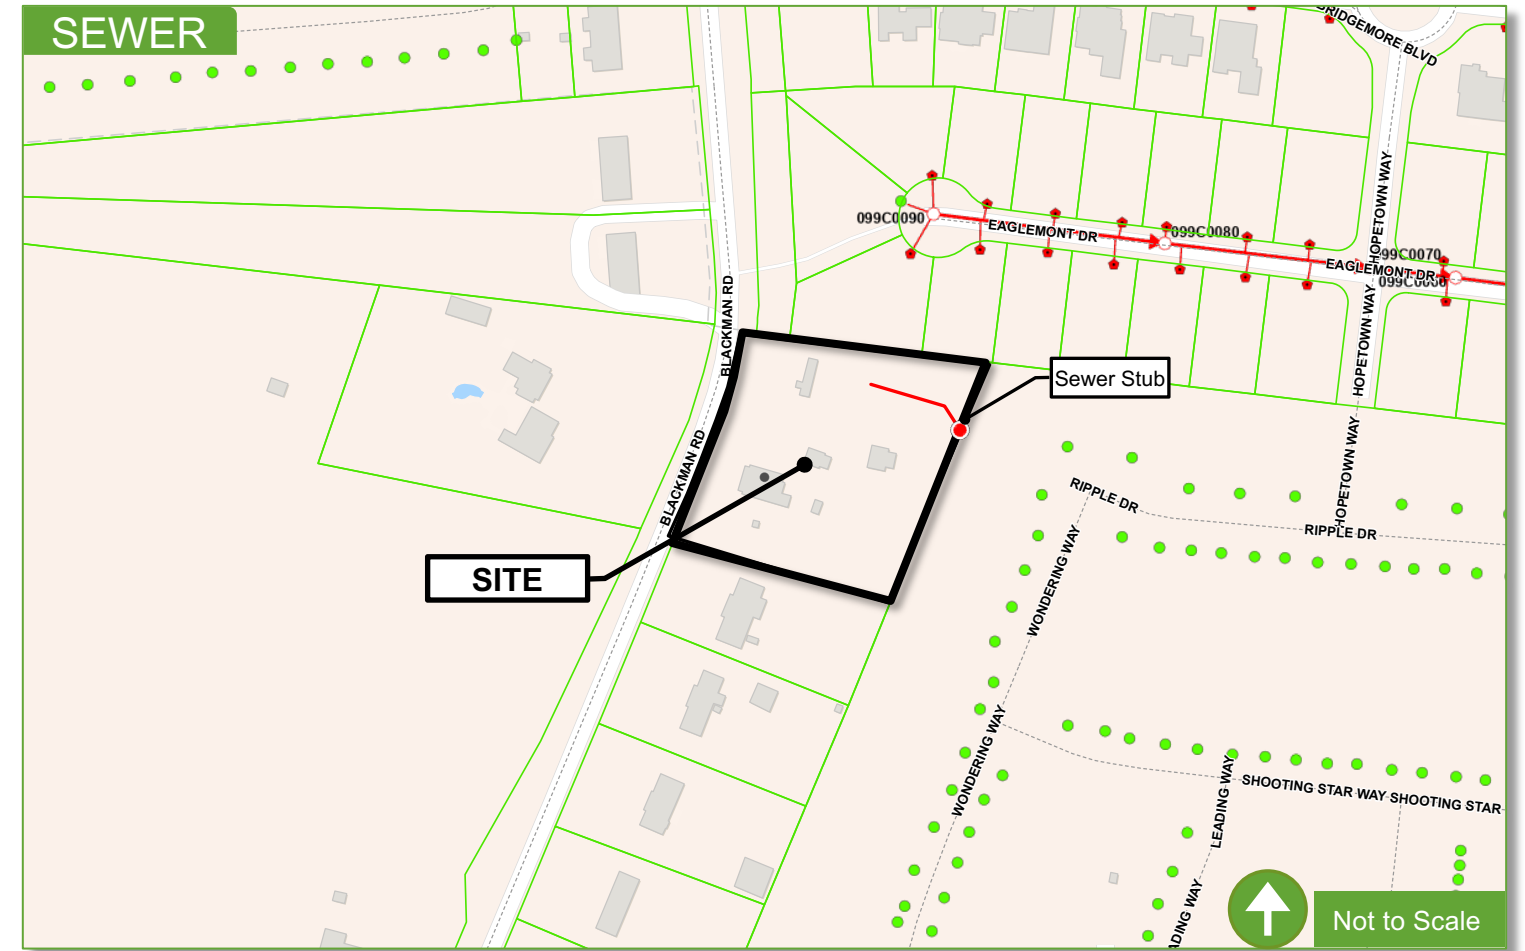 SEWER
BRIDGEMORE BLVD
HOPETOWN WAY
099C0090
EAGLEMONT DR
099C0080
099C0070
EAGLEMONT DR
BLACKMAN RD
HOPETOWN WAY
Sewer Stub
BLACKMAN RD
HOPETOWN WAY
RIPPLE DR
RIPPLE DR
WONDERING WAY
SITE
WONDERING WAY
LEADING WAY
SHOOTING STAR WAY
SHOOTING STAR
ADING WAY
Not to Scale